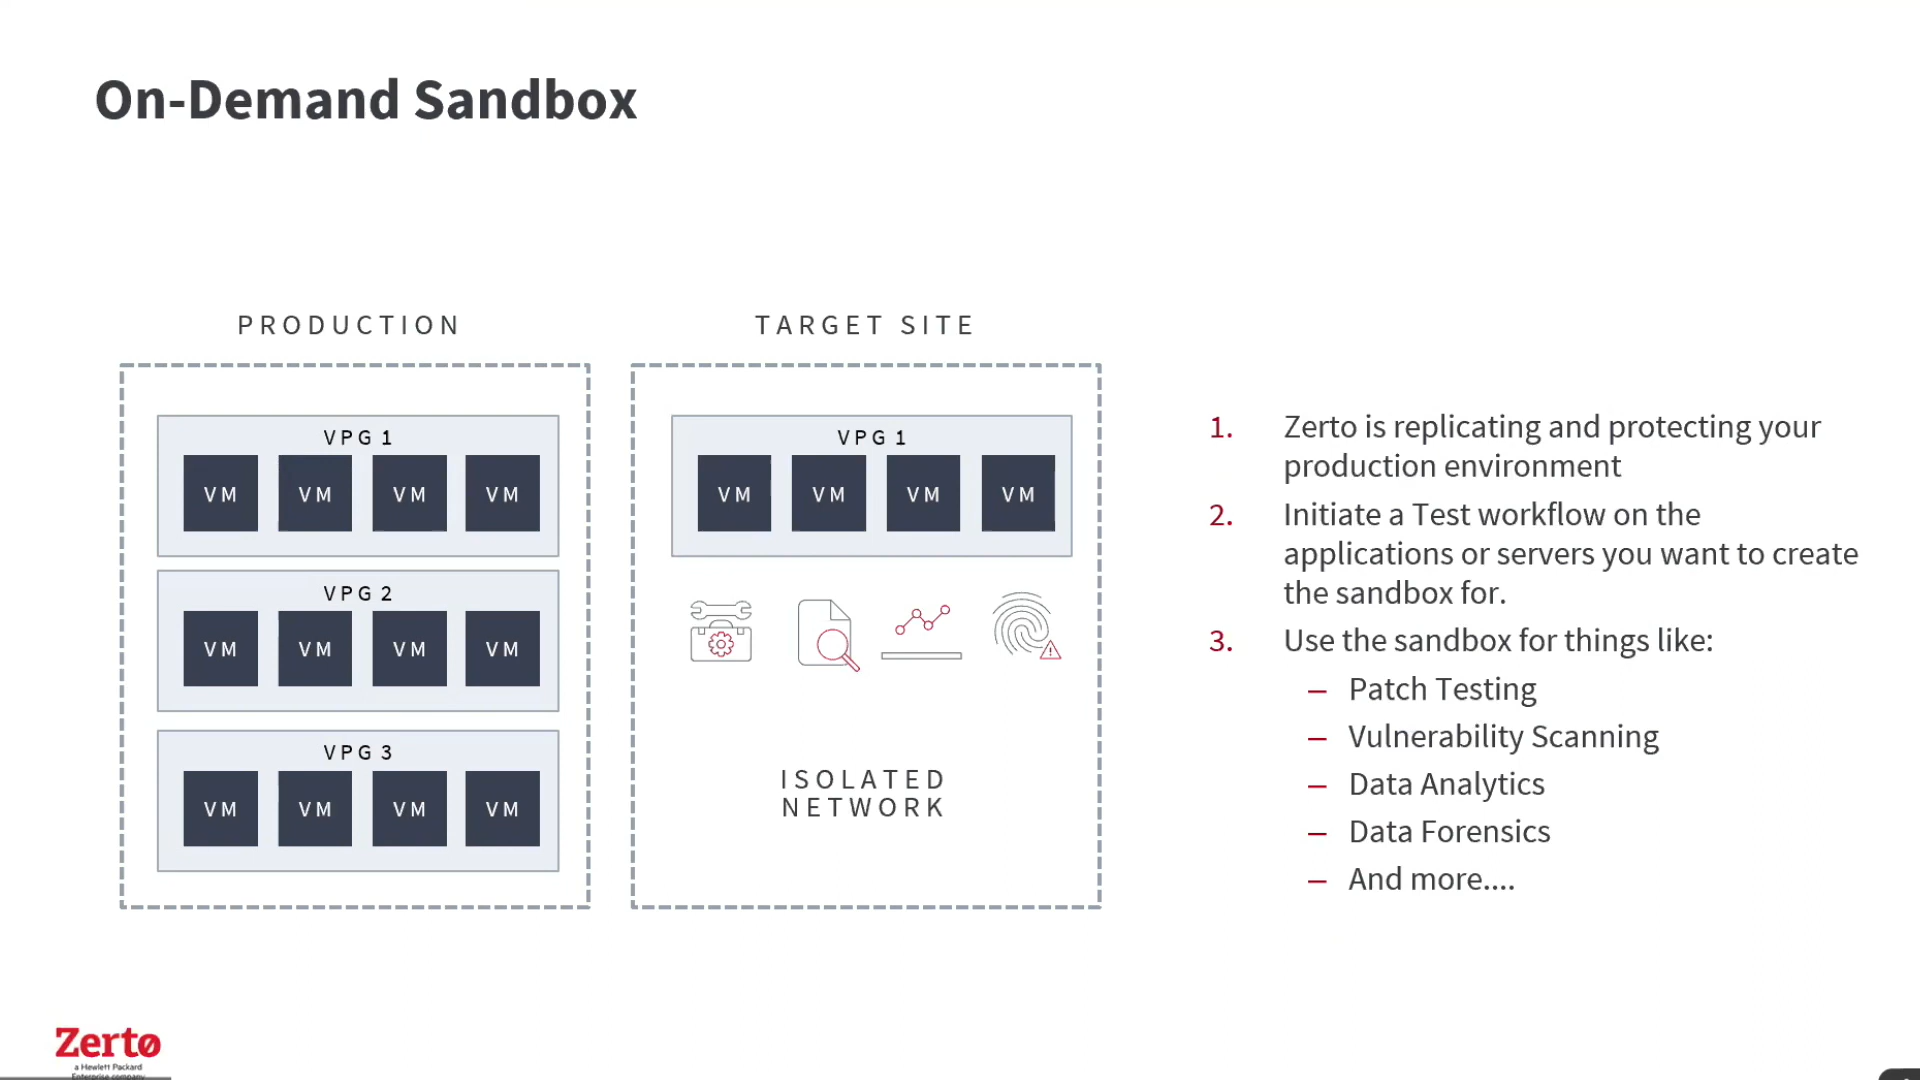 On-Demand Sandbox
PRODUCTION
VPG 1
VM VM VM VM
VPG 2
VM VM VM VM
VPG 3
VM VM VM VM
TARGET SITE
VPG 1
VM VM VM VM
ISOLATED
NETWORK
1. Zerto is replicating and protecting your
production environment
2. Initiate a Test workflow on the
applications or servers you want to create
the sandbox for.
3. Use the sandbox for things like:
– Patch Testing
– Vulnerability Scanning
– Data Analytics
– Data Forensics
– And more....
Zerto
a Hewlett Packard
Enterprise company